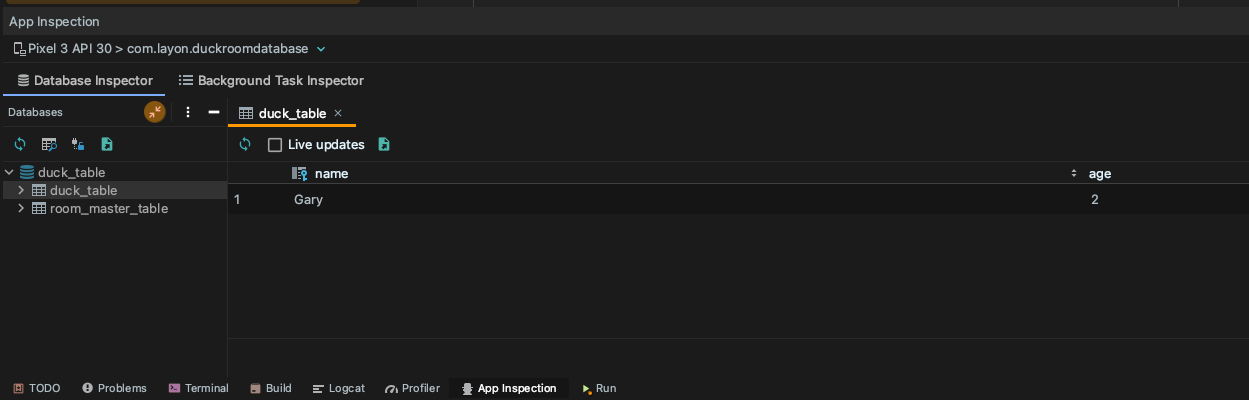 App Inspection
Pixel 3 API 30 > com.layon.duckroomdatabase
Database Inspector Background Task Inspector
Databases
duck_table
Live updates
duck_table
duck_table
room_master_table
name age
1 Gary 2
TODO Problems Terminal Build Logcat Profiler App Inspection Run